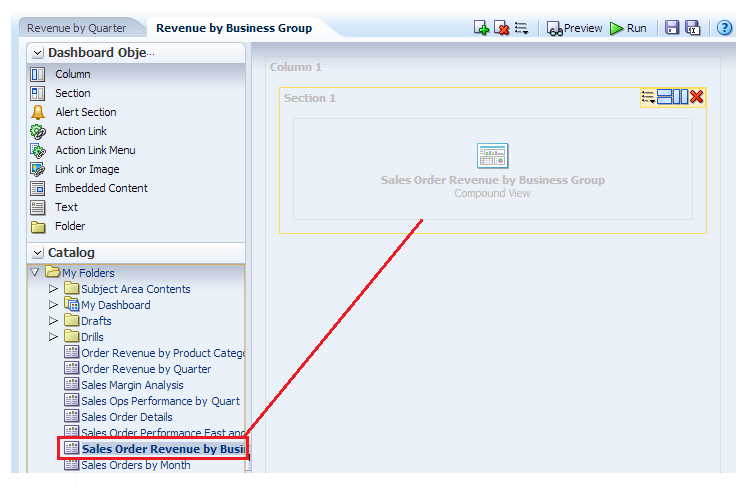 Revenue by Quarter
Revenue by Business Group
Preview
Run
Dashboard Obje...
Column
Section
Alert Section
Action Link
Action Link Menu
Link or Image
Embedded Content
Text
Folder
Catalog
My Folders
Subject Area Contents
My Dashboard
Drafts
Drills
Order Revenue by Product Catego
Order Revenue by Quarter
Sales Margin Analysis
Sales Ops Performance by Quart
Sales Order Details
Sales Order Performance East and
Sales Order Revenue by Busi
Sales Orders by Month
Column 1
Section 1
Sales Order Revenue by Business Group
Compound View